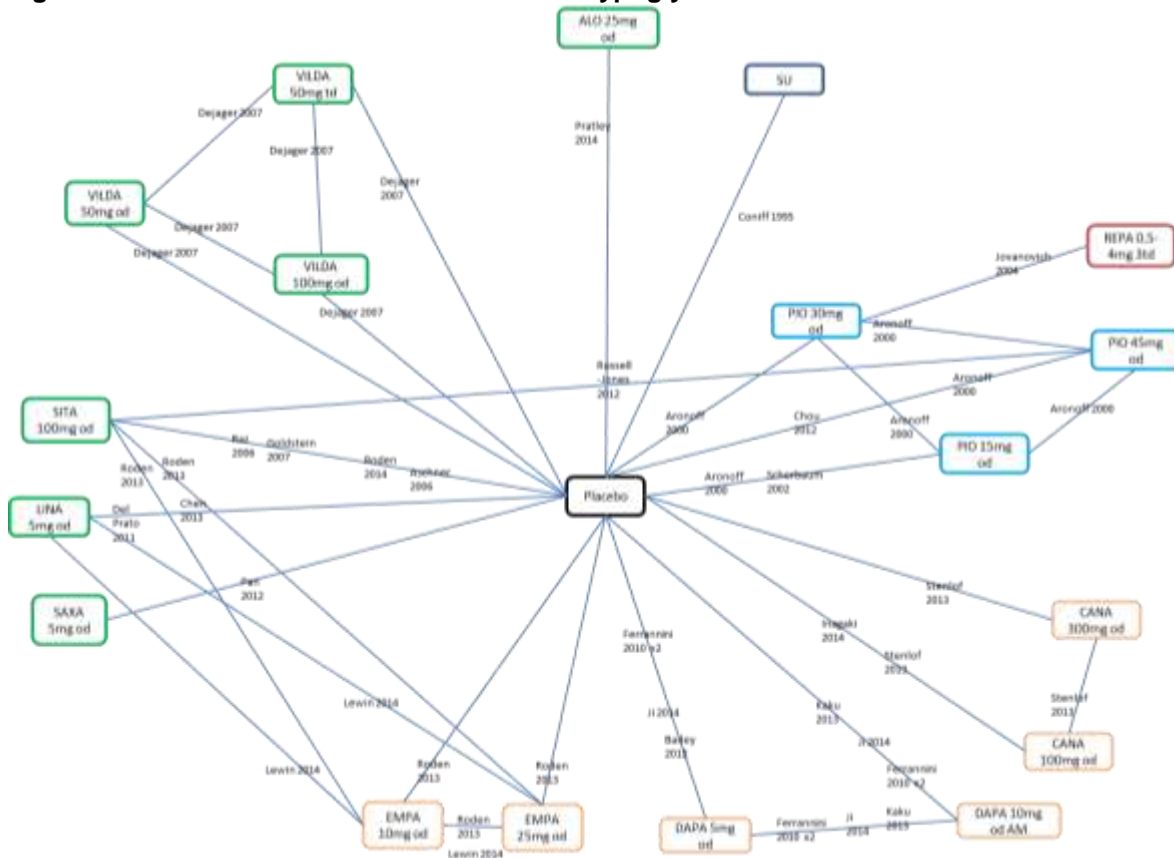 ALO 25mg
od
VILDA
50mg td
SU
Dejager 2007
Pratley
2014
Dejager 2007
Dejager
2007
VILDA
50mg od
Dejager 2007
Coniff 1995
Dejager 2007
REPA 0.5-
4mg 3td
Jovanovich
2004
VILDA
100mg od
Dejager 2007
PIO 30mg
od
Aronoff
2000
PIO 45mg
od
Russell
-Jones
2012
Aronoff
2000
SITA
100mg od
Aronoff
2000
Chou
2012
Aronoff
2000
Aronoff 2000
Raz
2006
Goldstein
2007
Roden
2014
Aschner
2006
PIO 15mg
od
Roden
2013
Roden
2013
Aronoff
2000
Scherbaum
2002
Placebo
LINA
5mg od
Del
Prato
2011
Chen
2013
SAXA
5mg od
Pan
2012
Stenlof
2013
CANA
300mg od
Inagaki
2014
Ferrannini
2010 x2
Stenlof
2013
Stenlof
2013
Lewin 2014
Kaku
2013
Ji 2014
Bailey
2012
Ji 2014
CANA
100mg od
Lewin 2014
Roden
2013
Roden
2013
Ferrannini
2010 x2
EMPA
10mg od
Roden
2013
EMPA
25mg od
Lewin 2014
DAPA 5mg
od
Ferrannini
2010 x2
Ji
2014
Kaku
2013
DAPA 10mg
od AM